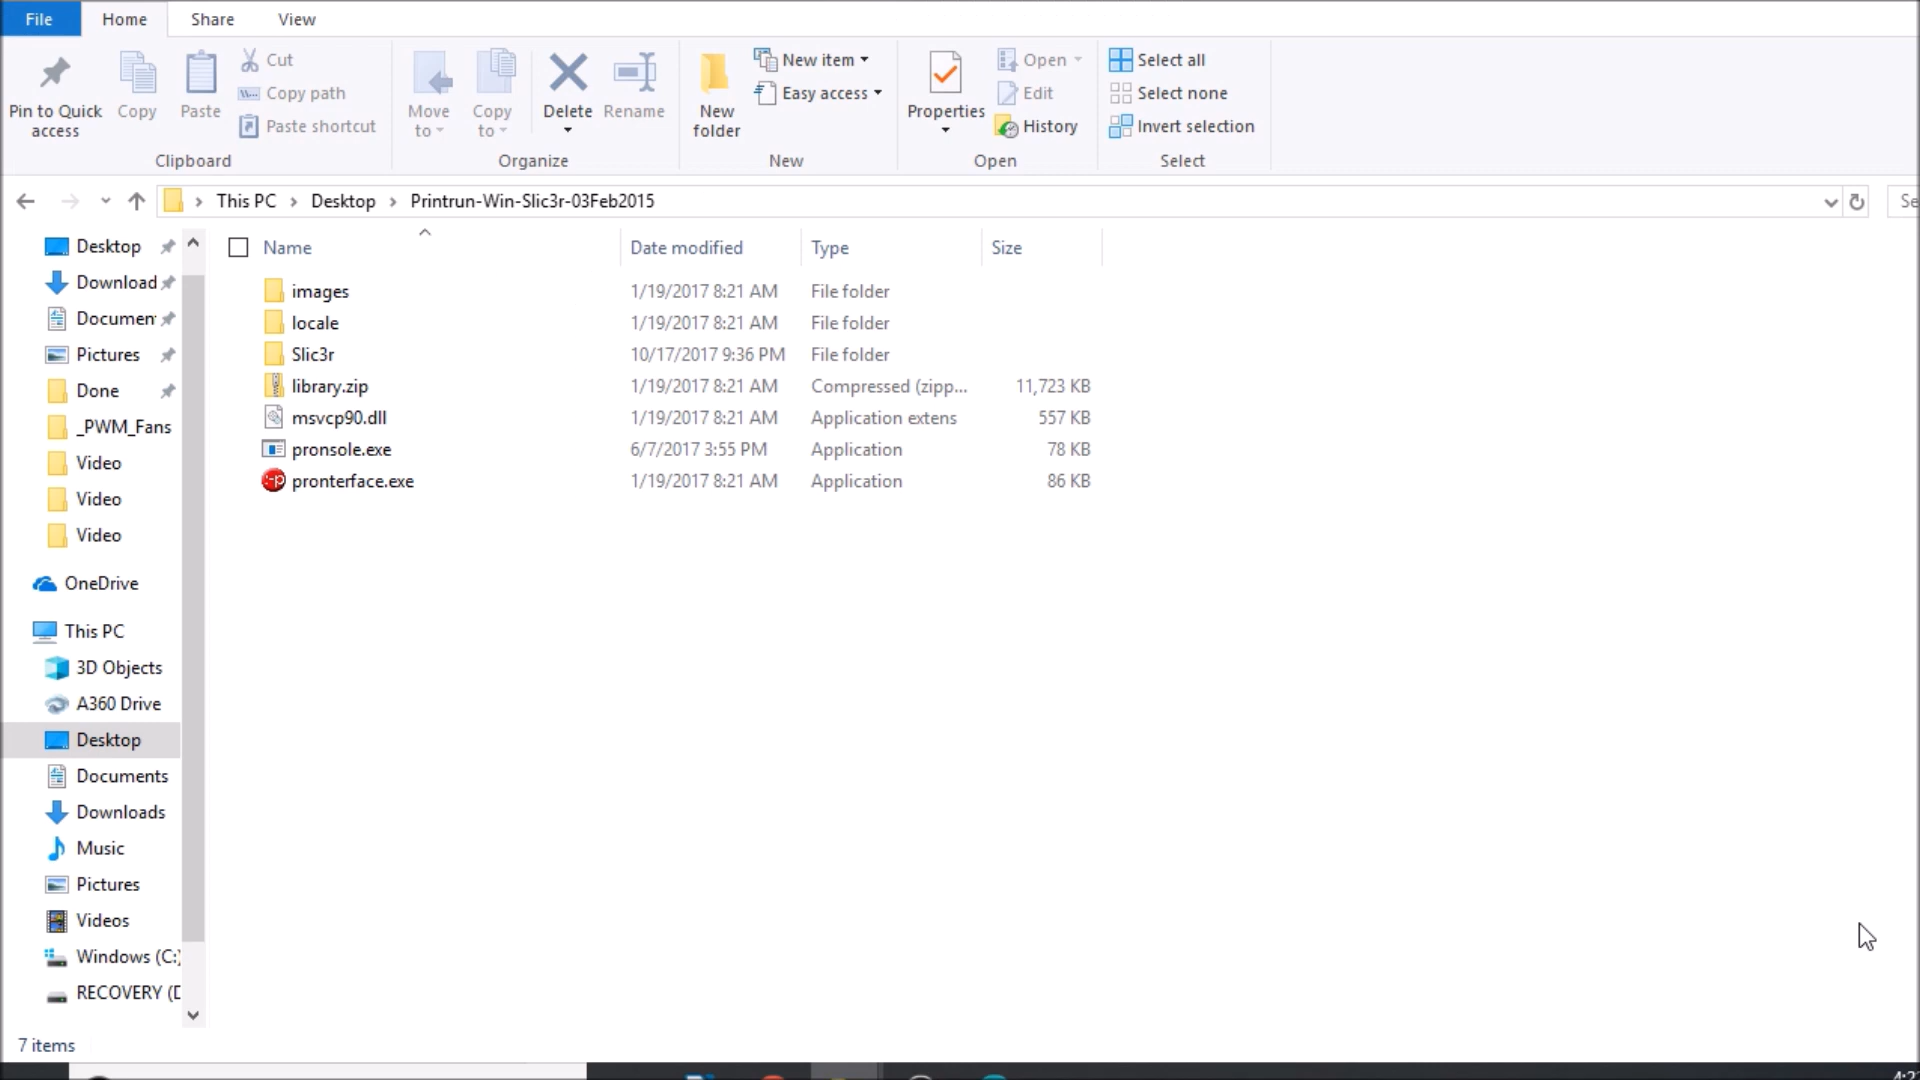 File Home Share View
Pin to Quick access
Copy
Paste
Cut
Copy path
Paste shortcut
Clipboard
Move to
Copy to
Delete
Rename
Organize
New folder
New item
Easy access
New
Properties
Open
Edit
History
Open
Select all
Select none
Invert selection
Select
This PC > Desktop > Printrun-Win-Slic3r-03Feb2015
Se
Desktop
Download
Documen
Pictures
Done
_PWM_Fans
Video
Video
Video
OneDrive
This PC
3D Objects
A360 Drive
Desktop
Documents
Downloads
Music
Pictures
Videos
Windows (C:)
RECOVERY (D
Name Date modified Type Size
images 1/19/2017 8:21 AM File folder
locale 1/19/2017 8:21 AM File folder
Slic3r 10/17/2017 9:36 PM File folder
library.zip 1/19/2017 8:21 AM Compressed (zipp... 11,723 KB
msvcp90.dll 1/19/2017 8:21 AM Application extens 557 KB
pronsole.exe 6/7/2017 3:55 PM Application 78 KB
pronterface.exe 1/19/2017 8:21 AM Application 86 KB
7 items